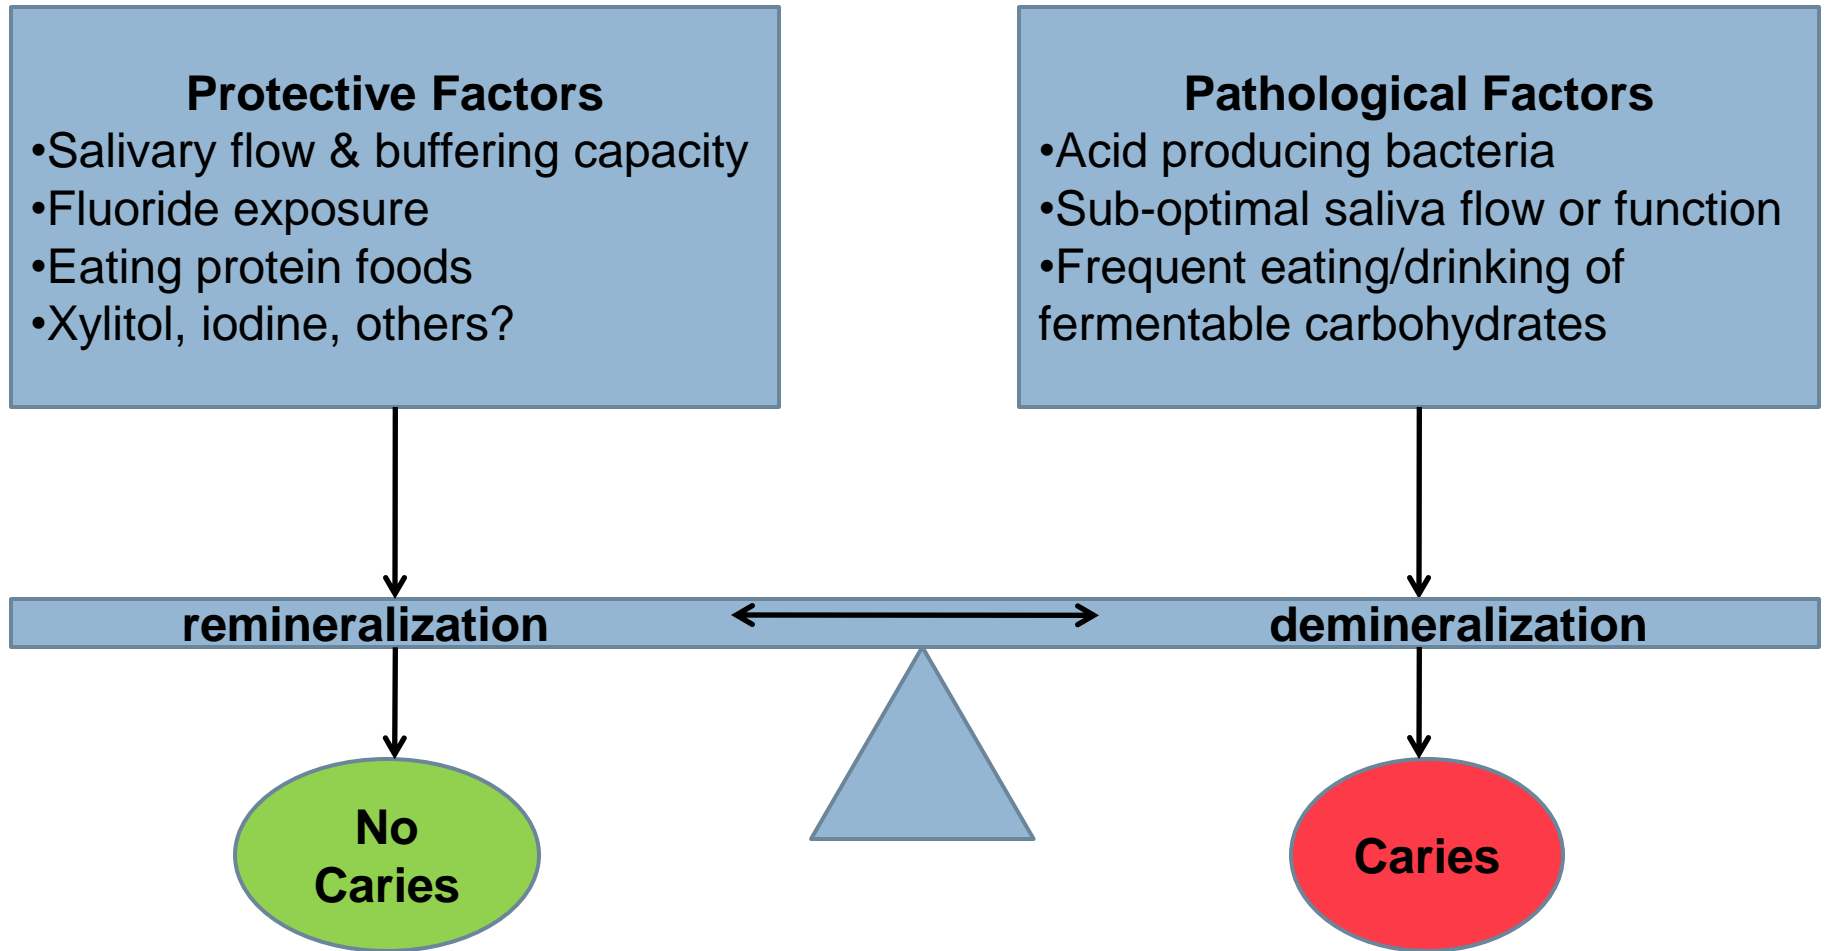 Protective Factors
•Salivary flow & buffering capacity
•Fluoride exposure
•Eating protein foods
•Xylitol, iodine, others?
Pathological Factors
•Acid producing bacteria
•Sub-optimal saliva flow or function
•Frequent eating/drinking of
fermentable carbohydrates
remineralization
demineralization
No
Caries
Caries